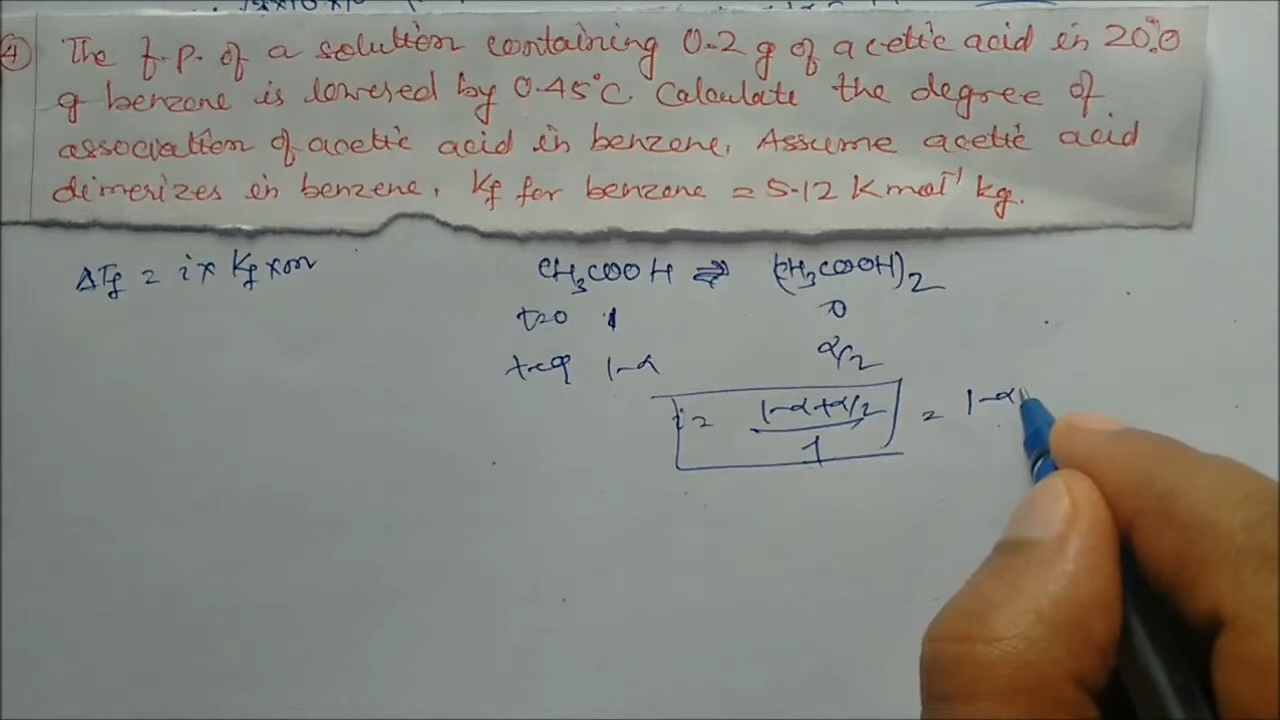 ④ The f.p. of a solution containing 0.2 g of acetic acid in 20.0
g benzene is lowered by 0.45°C Calculate the degree of
association of acetic acid in benzene. Assume acetic acid
dimerizes in benzene. Kf for benzene = 5.12 K mol⁻¹ kg.
ΔTf = i × Kf × m
CH₃COOH ⇌ (CH₃COOH)₂
t=0 1 0
t=eq 1-α α/2
i = 1-α+α/2 / 1 = 1-α